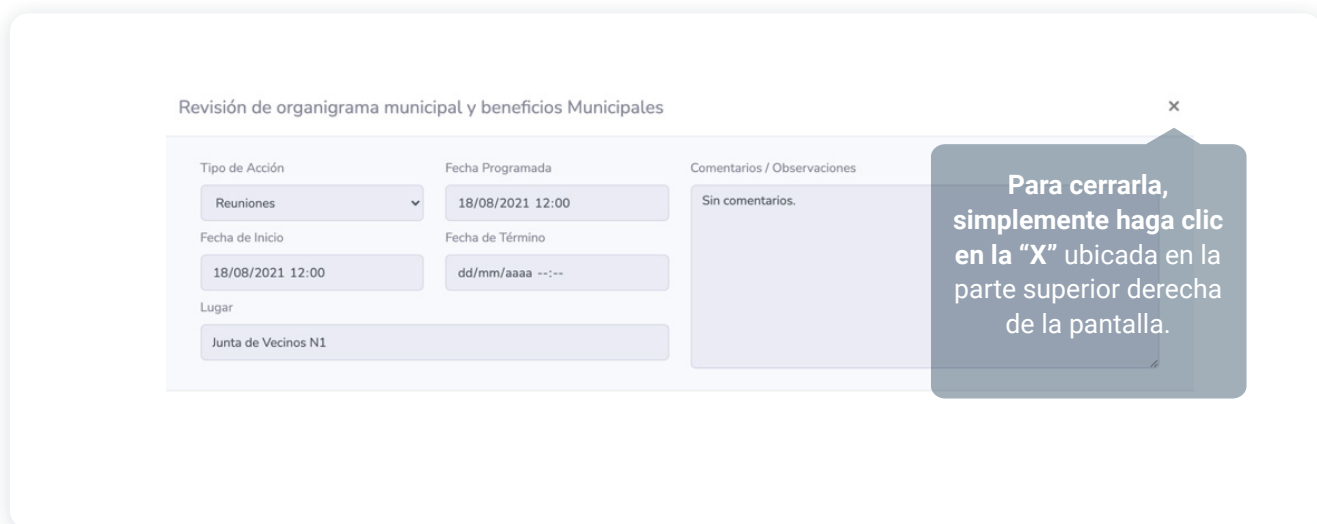 Revisión de organigrama municipal y beneficios Municipales
×
Tipo de Acción
Fecha Programada
Comentarios / Observaciones
Reuniones
18/08/2021 12:00
Sin comentarios.
Fecha de Inicio
Fecha de Término
18/08/2021 12:00
dd/mm/aaaa --:--
Lugar
Junta de Vecinos N1
Para cerrarla,
simplemente haga clic
en la “X” ubicada en la
parte superior derecha
de la pantalla.